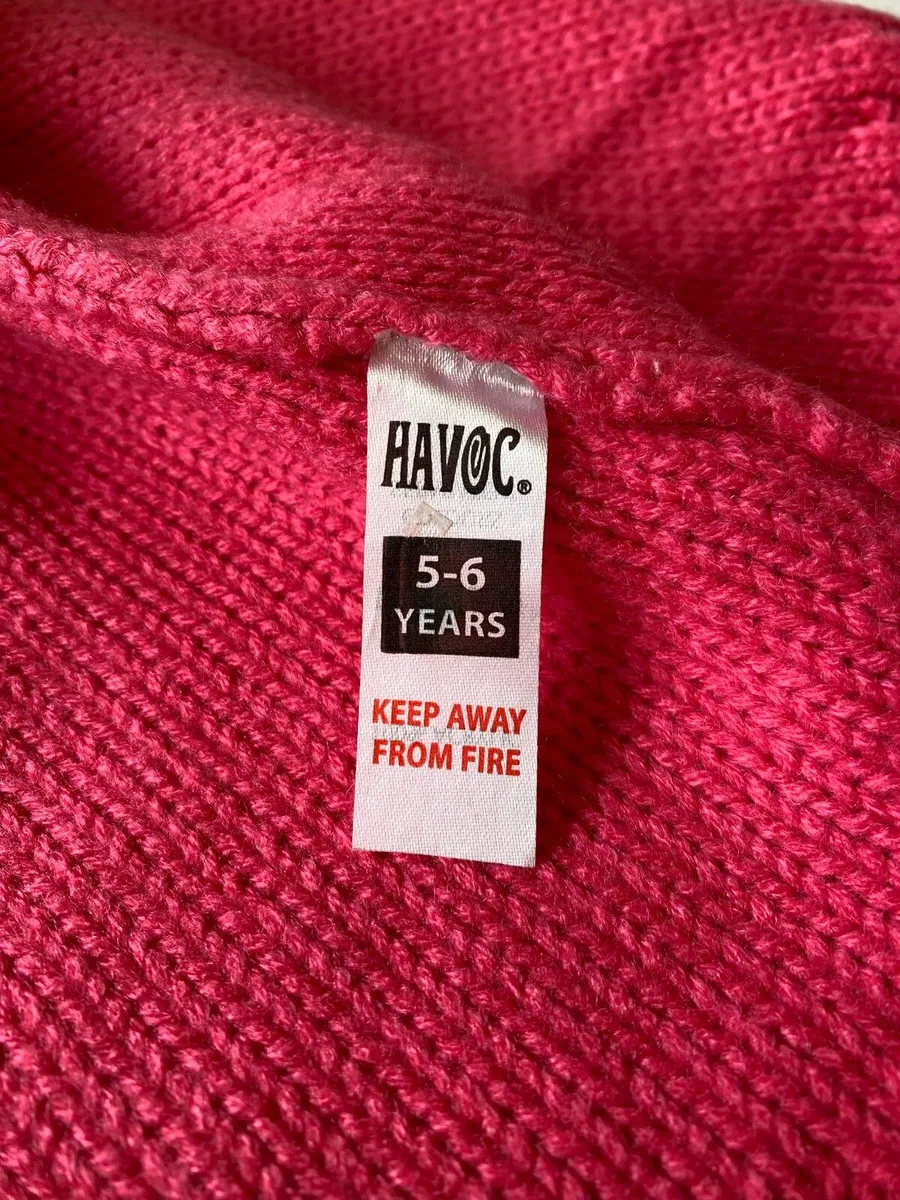 HAVOC®
5-6
YEARS
KEEP AWAY
FROM FIRE